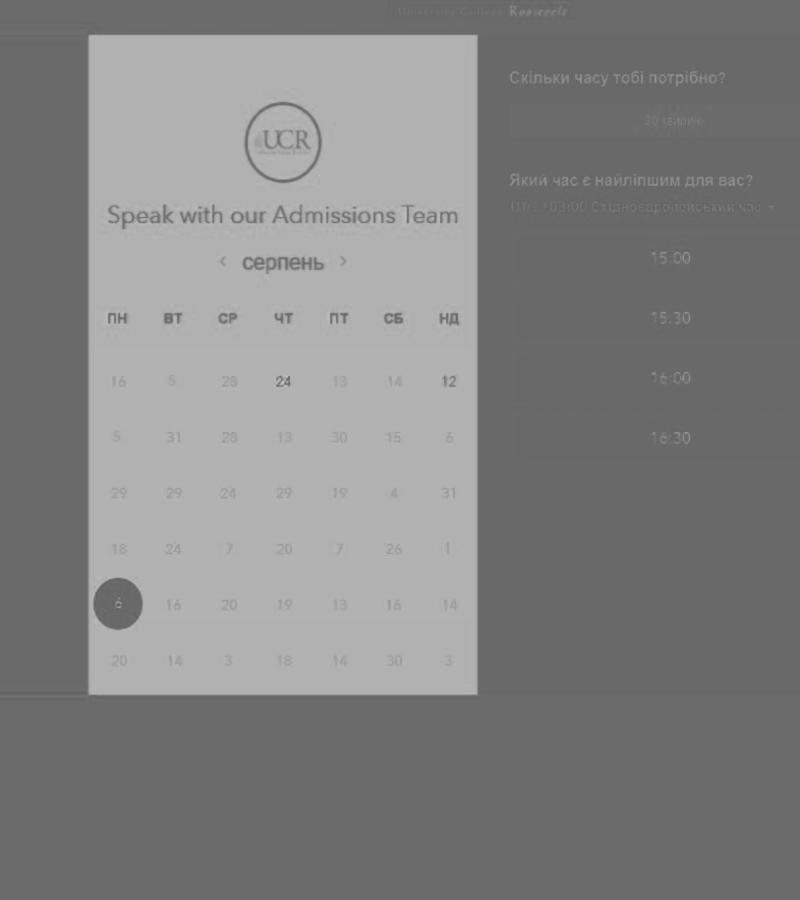 University College Roosevelt
UCR
Speak with our Admissions Team
‹ серпень ›
ПН ВТ СР ЧТ ПТ СБ НД
16 5 28 24 13 14 12
5 31 28 13 30 15 6
29 29 24 29 19 4 31
18 24 7 20 7 26 1
6 16 20 19 13 16 14
20 14 3 18 14 30 3
Скільки часу тобі потрібно?
30 хвилин
Який час є найліпшим для вас?
UTC +03:00 Східноєвропейський час
15:00
15:30
16:00
16:30